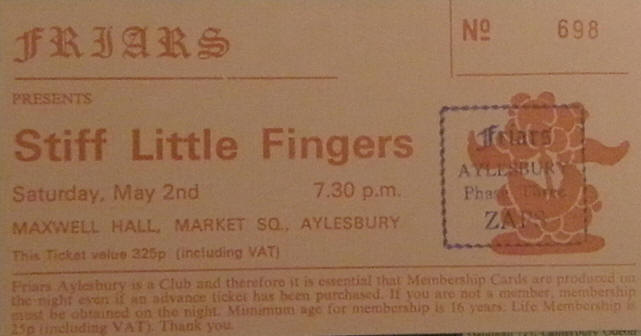 FRIARS
Nº 698
PRESENTS
Stiff Little Fingers
Saturday, May 2nd 7.30 p.m.
MAXWELL HALL, MARKET SQ., AYLESBURY
This Ticket value 325p (including VAT)
Friars
AYLESBURY
Phase Three
ZAPS
Friars Aylesbury is a Club and therefore it is essential that Membership Cards are produced on
the night even if an advance ticket has been purchased. If you are not a member, membership
must be obtained on the night. Munimum age for membership is 16 years. Life Membership is
25p (including VAT). Thank you.